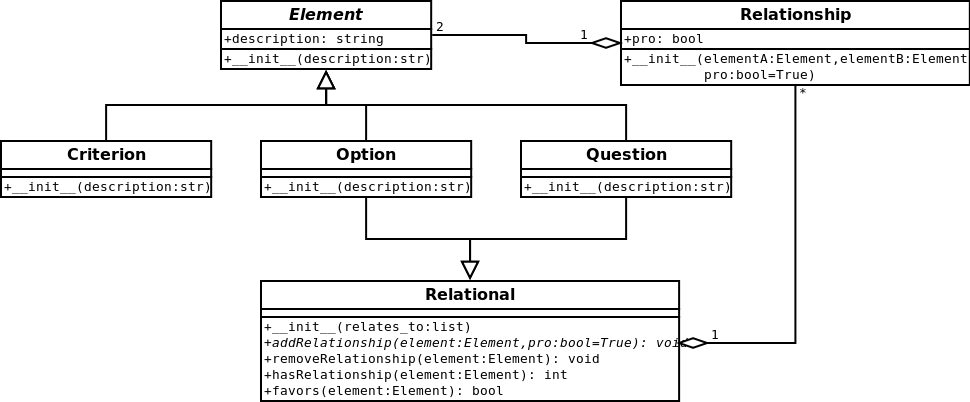 Element
+description: string
+__init__(description:str)
2
1
Relationship
+pro: bool
+__init__(elementA:Element,elementB:Element
pro:bool=True)
*
Criterion
+__init__(description:str)
Option
+__init__(description:str)
Question
+__init__(description:str)
Relational
+__init__(relates_to:list)
+addRelationship(element:Element,pro:bool=True): void
+removeRelationship(element:Element): void
+hasRelationship(element:Element): int
+favors(element:Element): bool
1